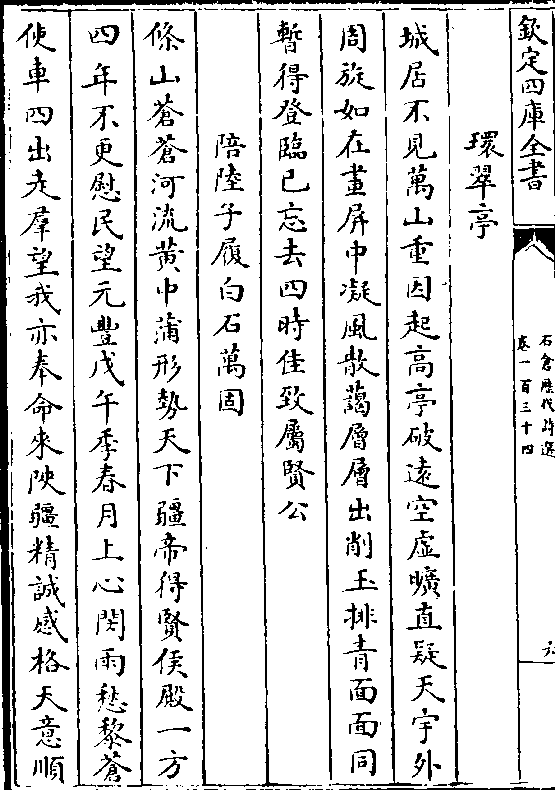 欽定四庫全書
石倉歷代詩選
卷一百三十四
環翠亭
城居不見萬山重因起高亭破遠空虛曠直疑天宇外
周旋如在畫屏中凝風散藹層層出削玉排青面面同
暫得登臨已忘去四時佳致屬賢公
陪陸子履白石萬固
條山蒼蒼河流黄中蒲形勢天下疆帝得賢侯殿一方
四年不更慰民望元豐戊午季春月上心閔雨愁黎蒼
使車四出走羣望我亦奉命來陜疆精誠感格天意順